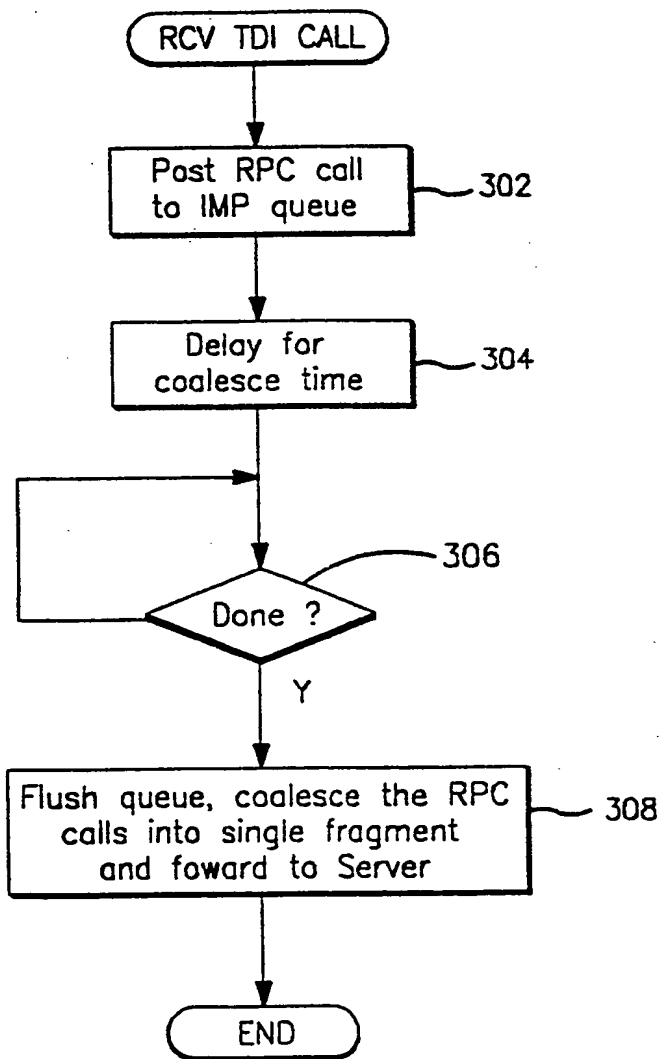 RCV TDI CALL
Post RPC call
to IMP queue
302
Delay for
coalesce time
304
306
Done ?
Y
Flush queue, coalesce the RPC
calls into single fragment
and foward to Server
308
END